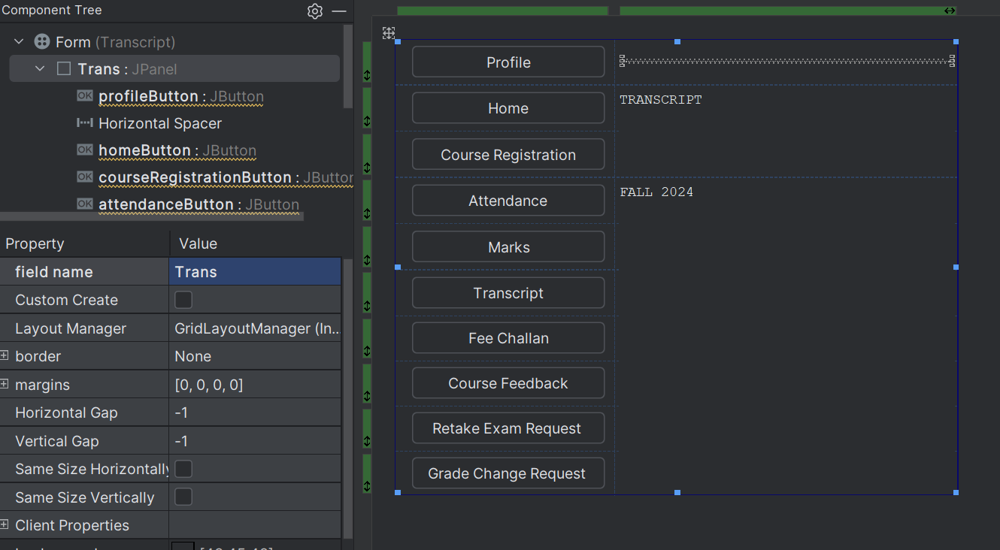 Component Tree
Form (Transcript)
Trans : JPanel
OK profileButton : JButton
Horizontal Spacer
OK homeButton : JButton
OK courseRegistrationButton : JButton
OK attendanceButton : JButton
Property Value
field name Trans
Custom Create
Layout Manager GridLayoutManager (In...
border None
margins [0, 0, 0, 0]
Horizontal Gap -1
Vertical Gap -1
Same Size Horizontally
Same Size Vertically
Client Properties
Profile
Home
TRANSCRIPT
Course Registration
Attendance
FALL 2024
Marks
Transcript
Fee Challan
Course Feedback
Retake Exam Request
Grade Change Request